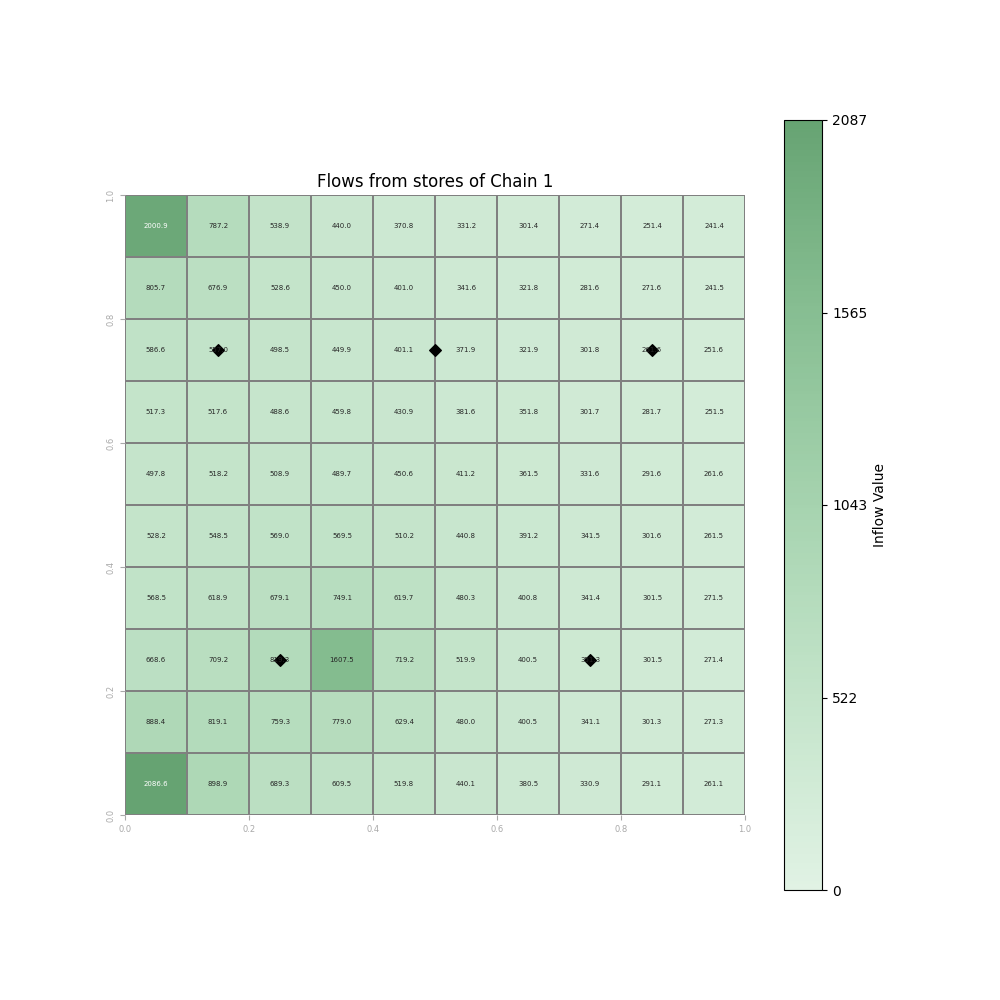 Flows from stores of Chain 1
2000.9 787.2 538.9 440.0 370.8 331.2 301.4 271.4 251.4 241.4
805.7 676.9 528.6 450.0 401.0 341.6 321.8 281.6 271.6 241.5
586.6 498.5 449.9 401.1 371.9 321.9 301.8 251.6
517.3 517.6 488.6 459.8 430.9 381.6 351.8 301.7 281.7 251.5
497.8 518.2 508.9 489.7 450.6 411.2 361.5 331.6 291.6 261.6
528.2 548.5 569.0 569.5 510.2 440.8 391.2 341.5 301.6 261.5
568.5 618.9 679.1 749.1 619.7 480.3 400.8 341.4 301.5 271.5
668.6 709.2 1607.5 719.2 519.9 400.5 301.5 271.4
888.4 819.1 759.3 779.0 629.4 480.0 400.5 341.1 301.3 271.3
2086.6 898.9 689.3 609.5 519.8 440.1 380.5 330.9 291.1 261.1
1.0
0.8
0.6
0.4
0.2
0.0
0.0 0.2 0.4 0.6 0.8 1.0
2087
1565
1043
522
0
Inflow Value